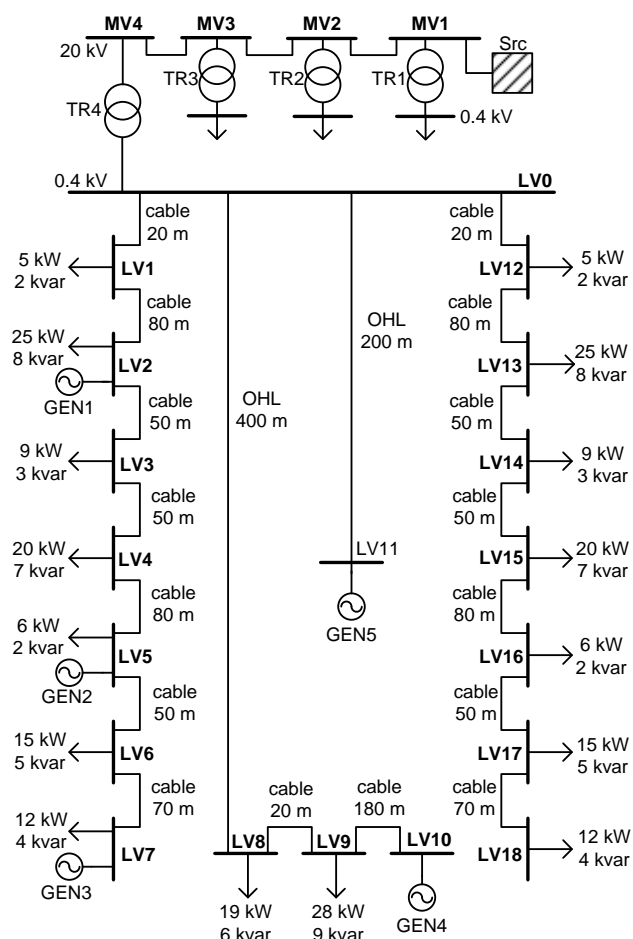 MV4
MV3
MV2
MV1
Src
20 kV
TR3
TR2
TR1
TR4
0.4 kV
0.4 kV
LV0
cable
20 m
cable
20 m
5 kW
2 kvar
LV1
LV12
5 kW
2 kvar
cable
80 m
OHL
200 m
cable
80 m
25 kW
8 kvar
LV2
GEN1
OHL
400 m
LV13
25 kW
8 kvar
cable
50 m
cable
50 m
9 kW
3 kvar
LV3
LV14
9 kW
3 kvar
cable
50 m
cable
50 m
20 kW
7 kvar
LV4
LV11
LV15
20 kW
7 kvar
cable
80 m
GEN5
cable
80 m
6 kW
2 kvar
LV5
GEN2
LV16
6 kW
2 kvar
cable
50 m
cable
50 m
15 kW
5 kvar
LV6
LV17
15 kW
5 kvar
cable
70 m
cable
20 m
cable
180 m
cable
70 m
12 kW
4 kvar
LV7
GEN3
LV8
LV9
LV10
LV18
12 kW
4 kvar
19 kW
6 kvar
28 kW
9 kvar
GEN4